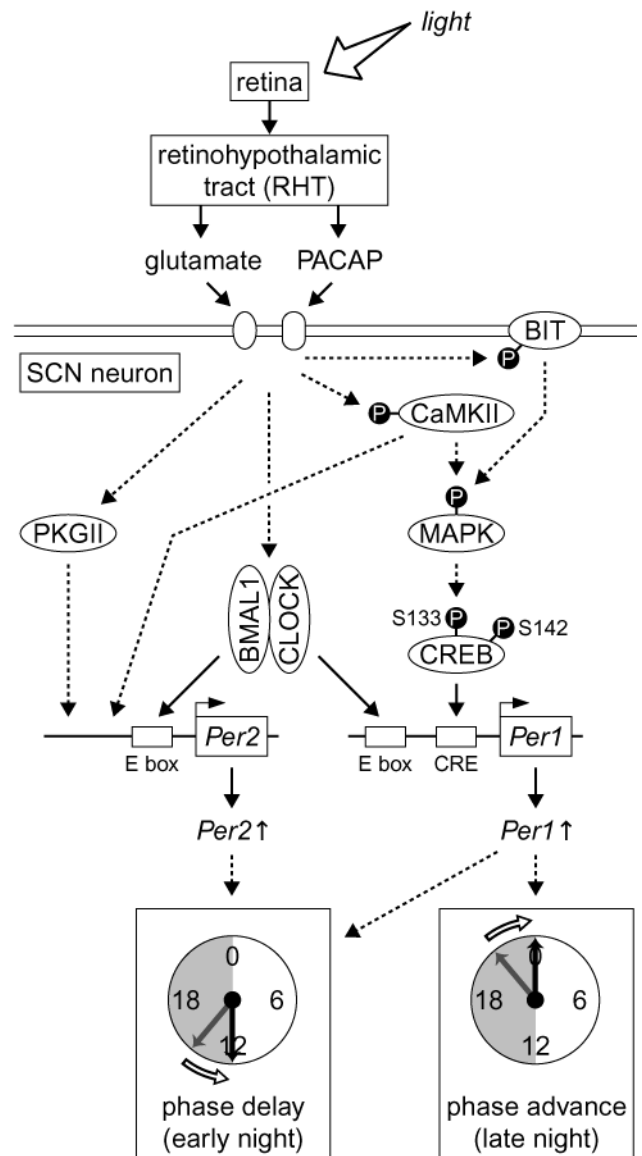 light
retina
retinohypothalamic
tract (RHT)
glutamate
PACAP
BIT
P
SCN neuron
P
CaMKII
P
PKGII
MAPK
BMAL1
CLOCK
S133
P
P
S142
CREB
Per2
Per1
E box
E box
CRE
Per2↑
Per1↑
0
18
6
12
phase delay
(early night)
0
18
6
12
phase advance
(late night)